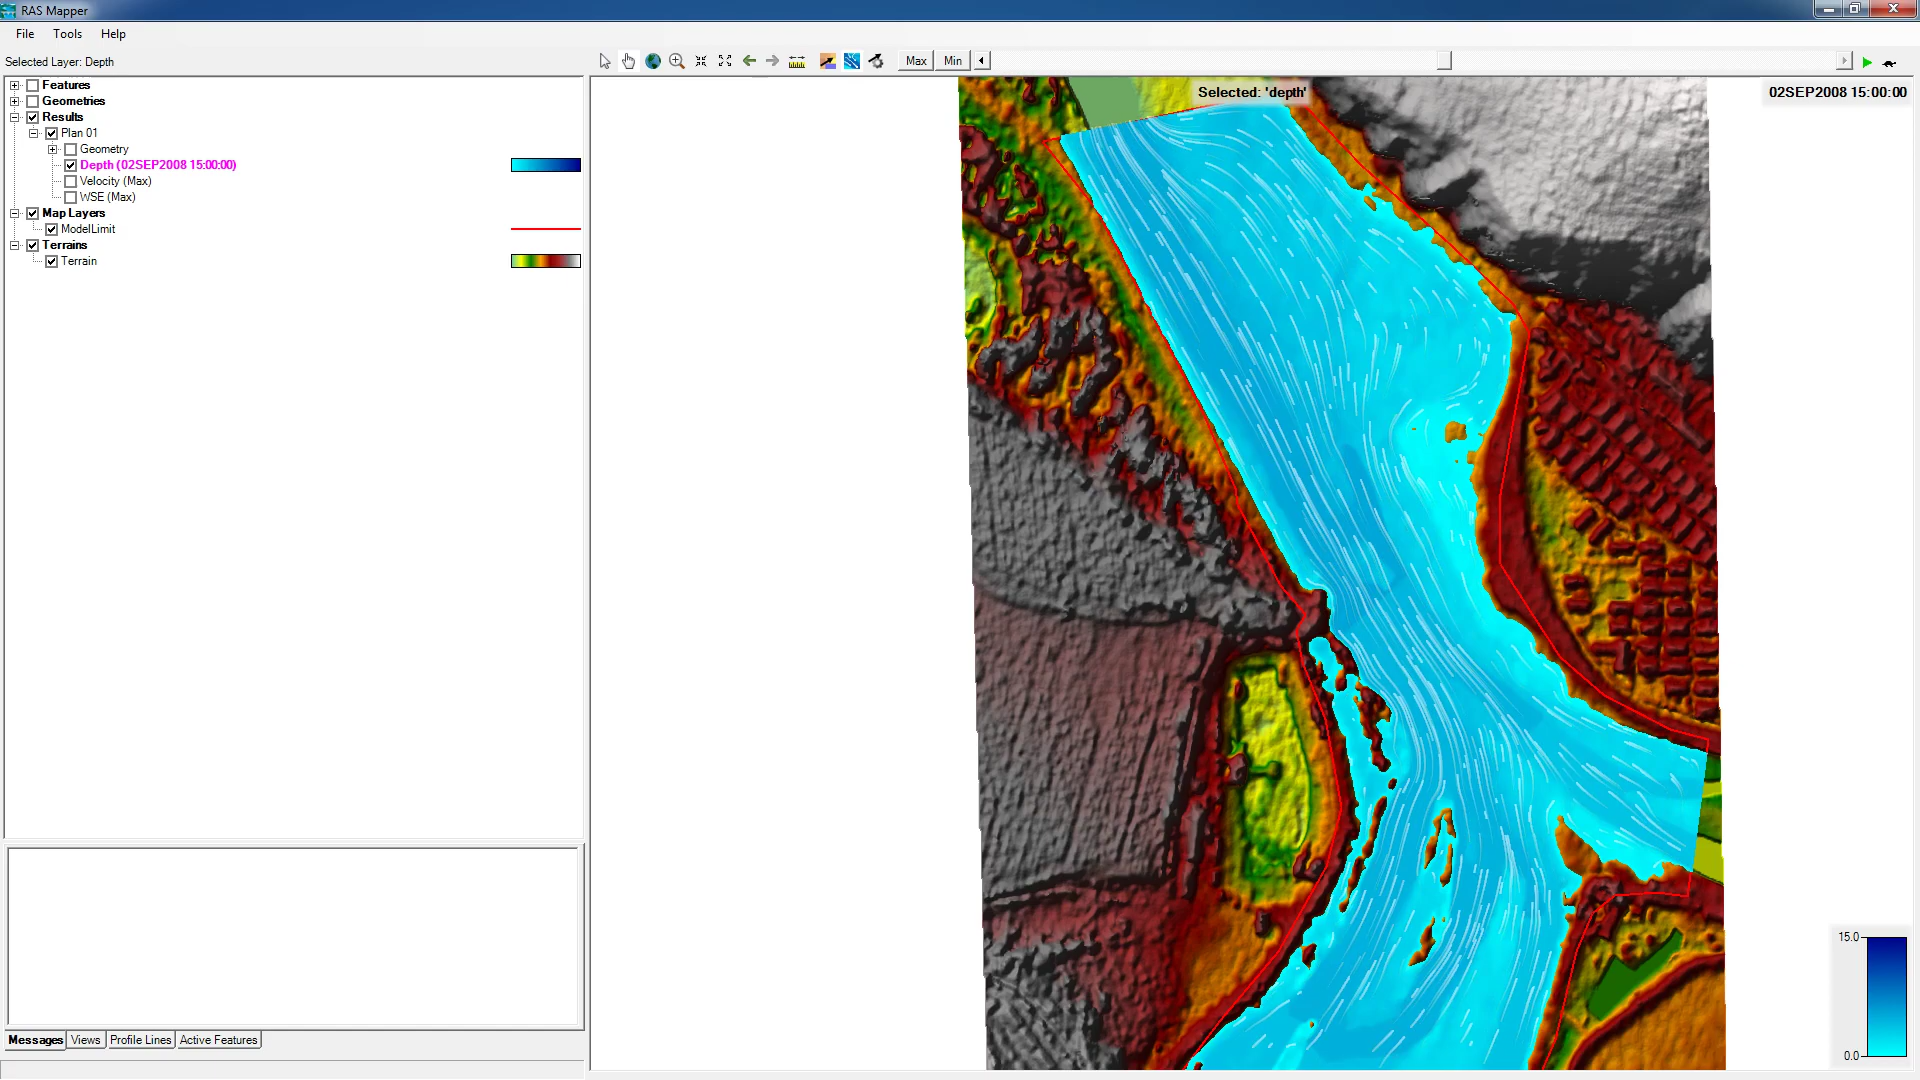 RAS Mapper
File Tools Help
Selected Layer: Depth
Max Min
Features
Geometries
Results
Plan 01
Geometry
Depth (02SEP2008 15:00:00)
Velocity (Max)
WSE (Max)
Map Layers
ModelLimit
Terrains
Terrain
Selected: 'depth'
02SEP2008 15:00:00
15.0
0.0
Messages Views Profile Lines Active Features